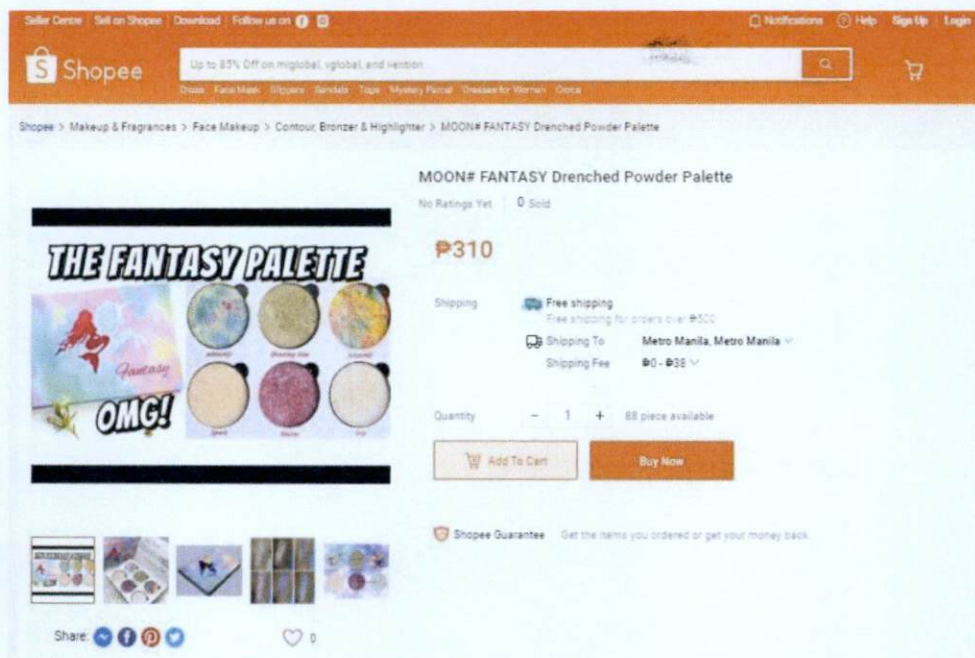 Seller Centre Sell on Shopee Download Follow us on
Notifications Help Sign Up Login
Shopee
Up to 85% Off on miglobal, vglobal, and vention
Dress Face Mask Slippers Sandals Tops Mystery Parcel Dresses for Women Crocs
Shopee > Makeup & Fragrances > Face Makeup > Contour, Bronzer & Highlighter > MOON# FANTASY Drenched Powder Palette
MOON# FANTASY Drenched Powder Palette
No Ratings Yet 0 Sold
₱310
THE FANTASY PALETTE
Fantasy
OMG!
Shipping Free shipping
Free shipping for orders over ₱500
Shipping To Metro Manila, Metro Manila
Shipping Fee ₱0 - ₱38
Quantity - 1 + 88 piece available
Add To Cart Buy Now
Shopee Guarantee Get the items you ordered or get your money back.
Share: 0